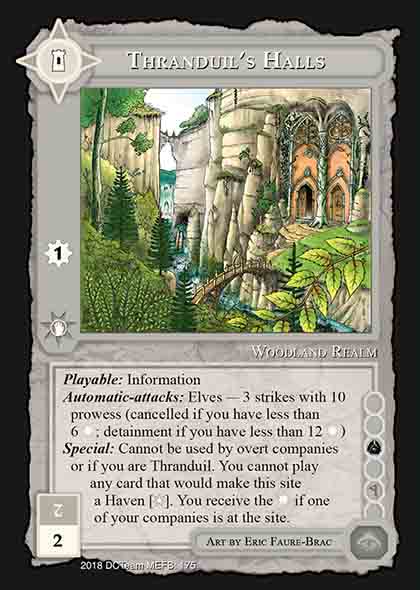 Thranduil's Halls
1
Woodland Realm
Playable: Information
Automatic-attacks: Elves — 3 strikes with 10
prowess (cancelled if you have less than
6 ; detainment if you have less than 12 )
Special: Cannot be used by overt companies
or if you are Thranduil. You cannot play
any card that would make this site
a Haven [ ]. You receive the if one
of your companies is at the site.
2
2
Art by Eric Faure-Brac
2018 DCTeam MEFB: 175